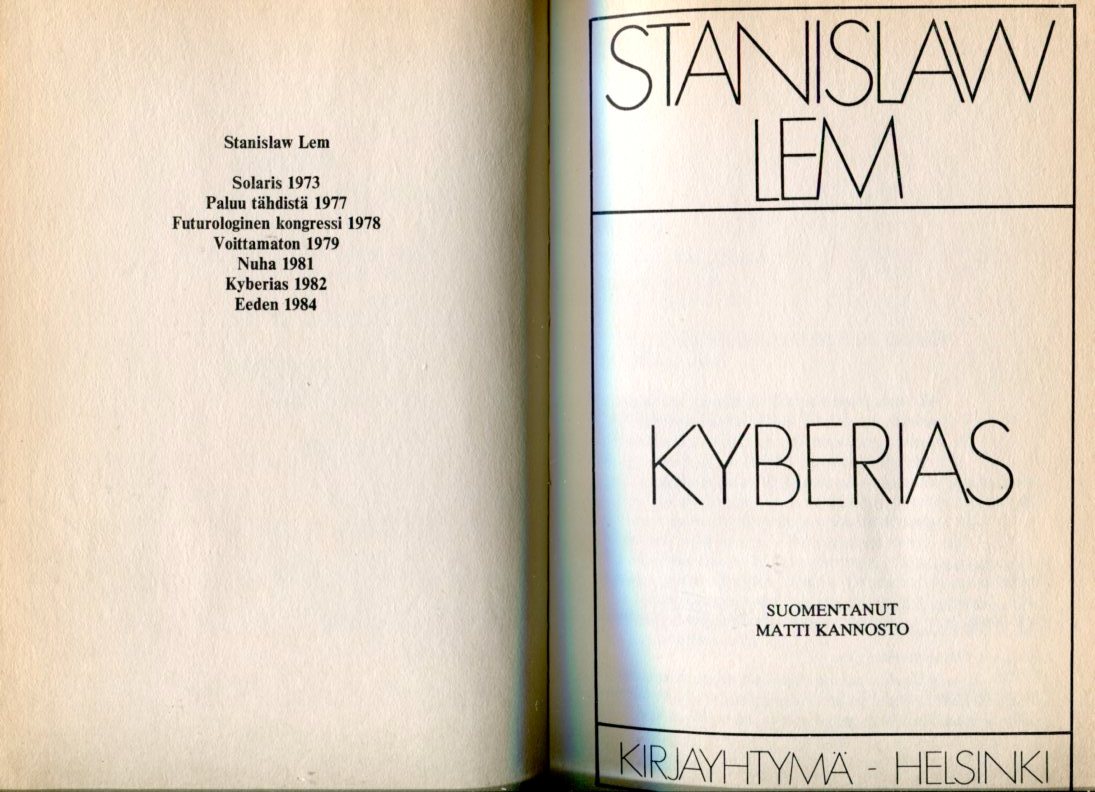 Stanislaw Lem
Solaris 1973
Paluu tähdistä 1977
Futurologinen kongressi 1978
Voittamaton 1979
Nuha 1981
Kyberias 1982
Eeden 1984
STANISLAW
LEM
KYBERIAS
SUOMENTANUT
MATTI KANNOSTO
KIRJAYHTYMÄ - HELSINKI